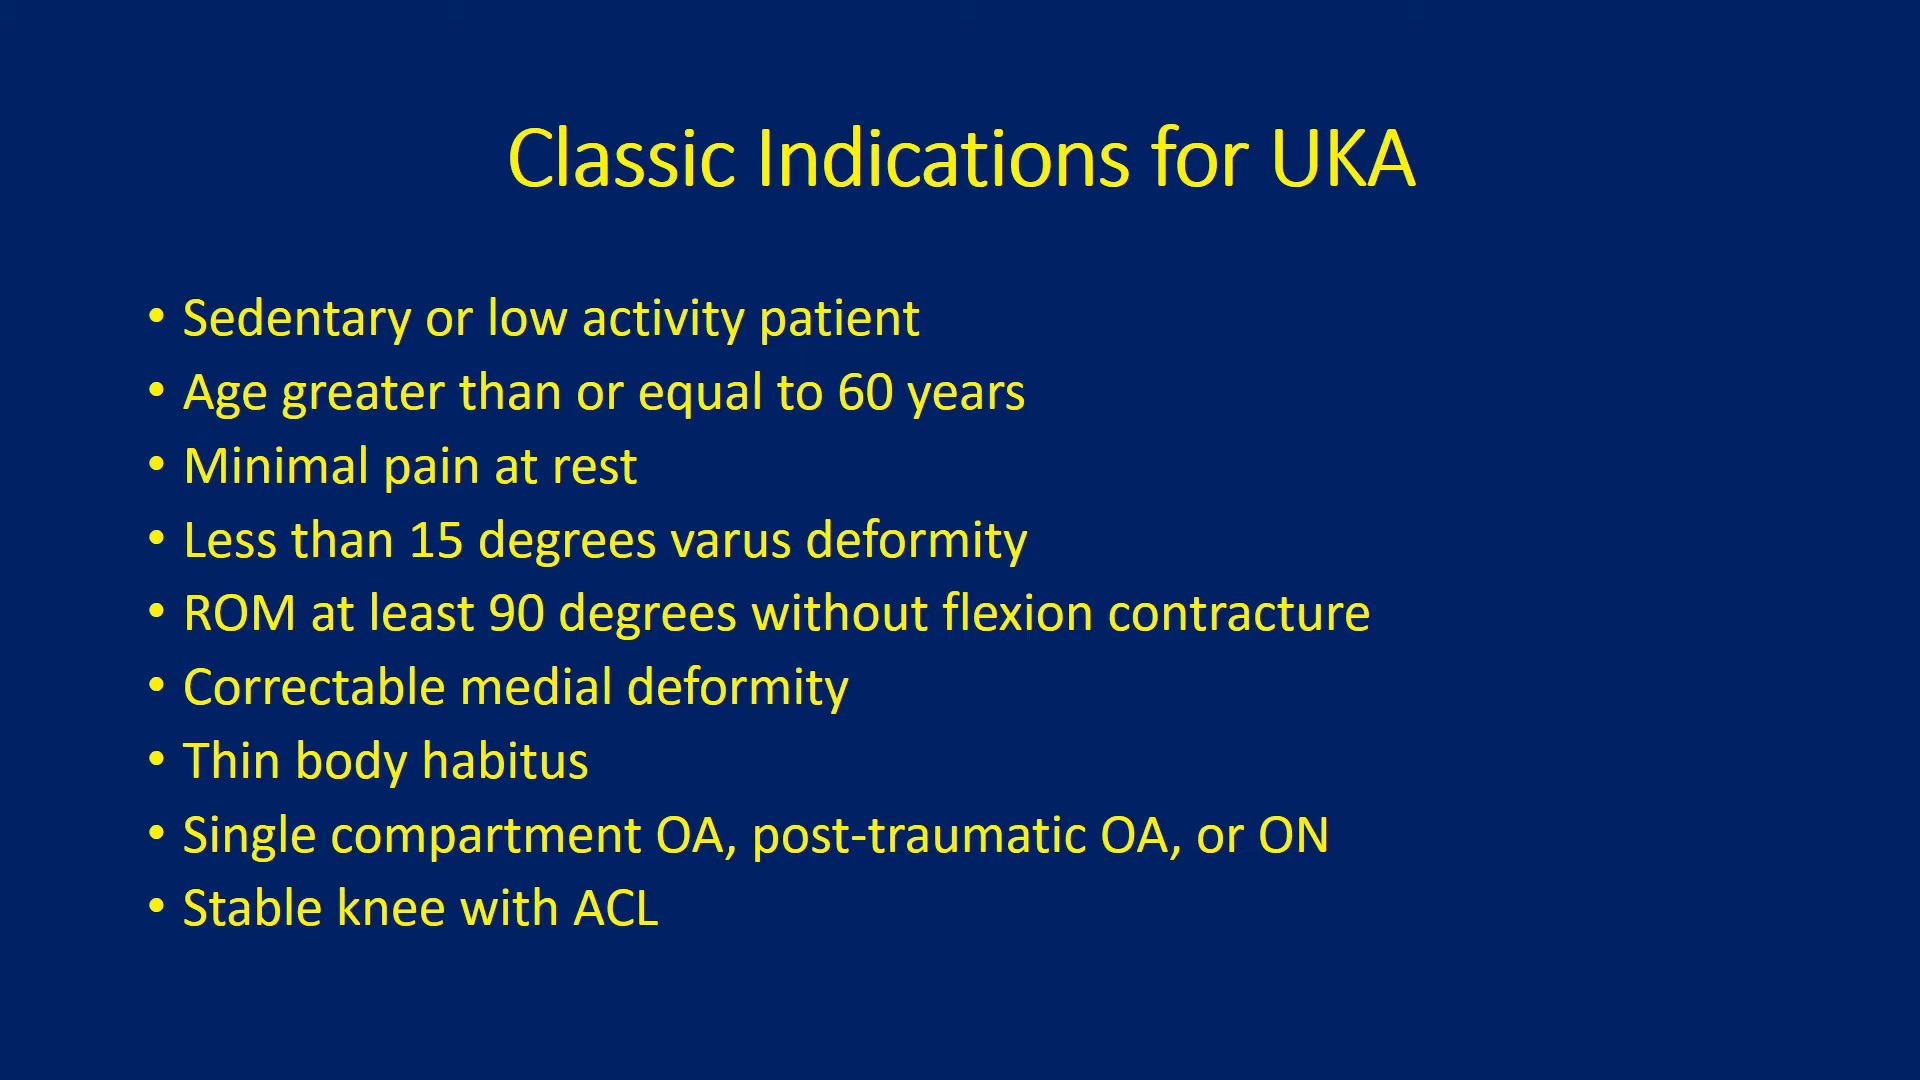 Classic Indications for UKA
• Sedentary or low activity patient
• Age greater than or equal to 60 years
• Minimal pain at rest
• Less than 15 degrees varus deformity
• ROM at least 90 degrees without flexion contracture
• Correctable medial deformity
• Thin body habitus
• Single compartment OA, post-traumatic OA, or ON
• Stable knee with ACL